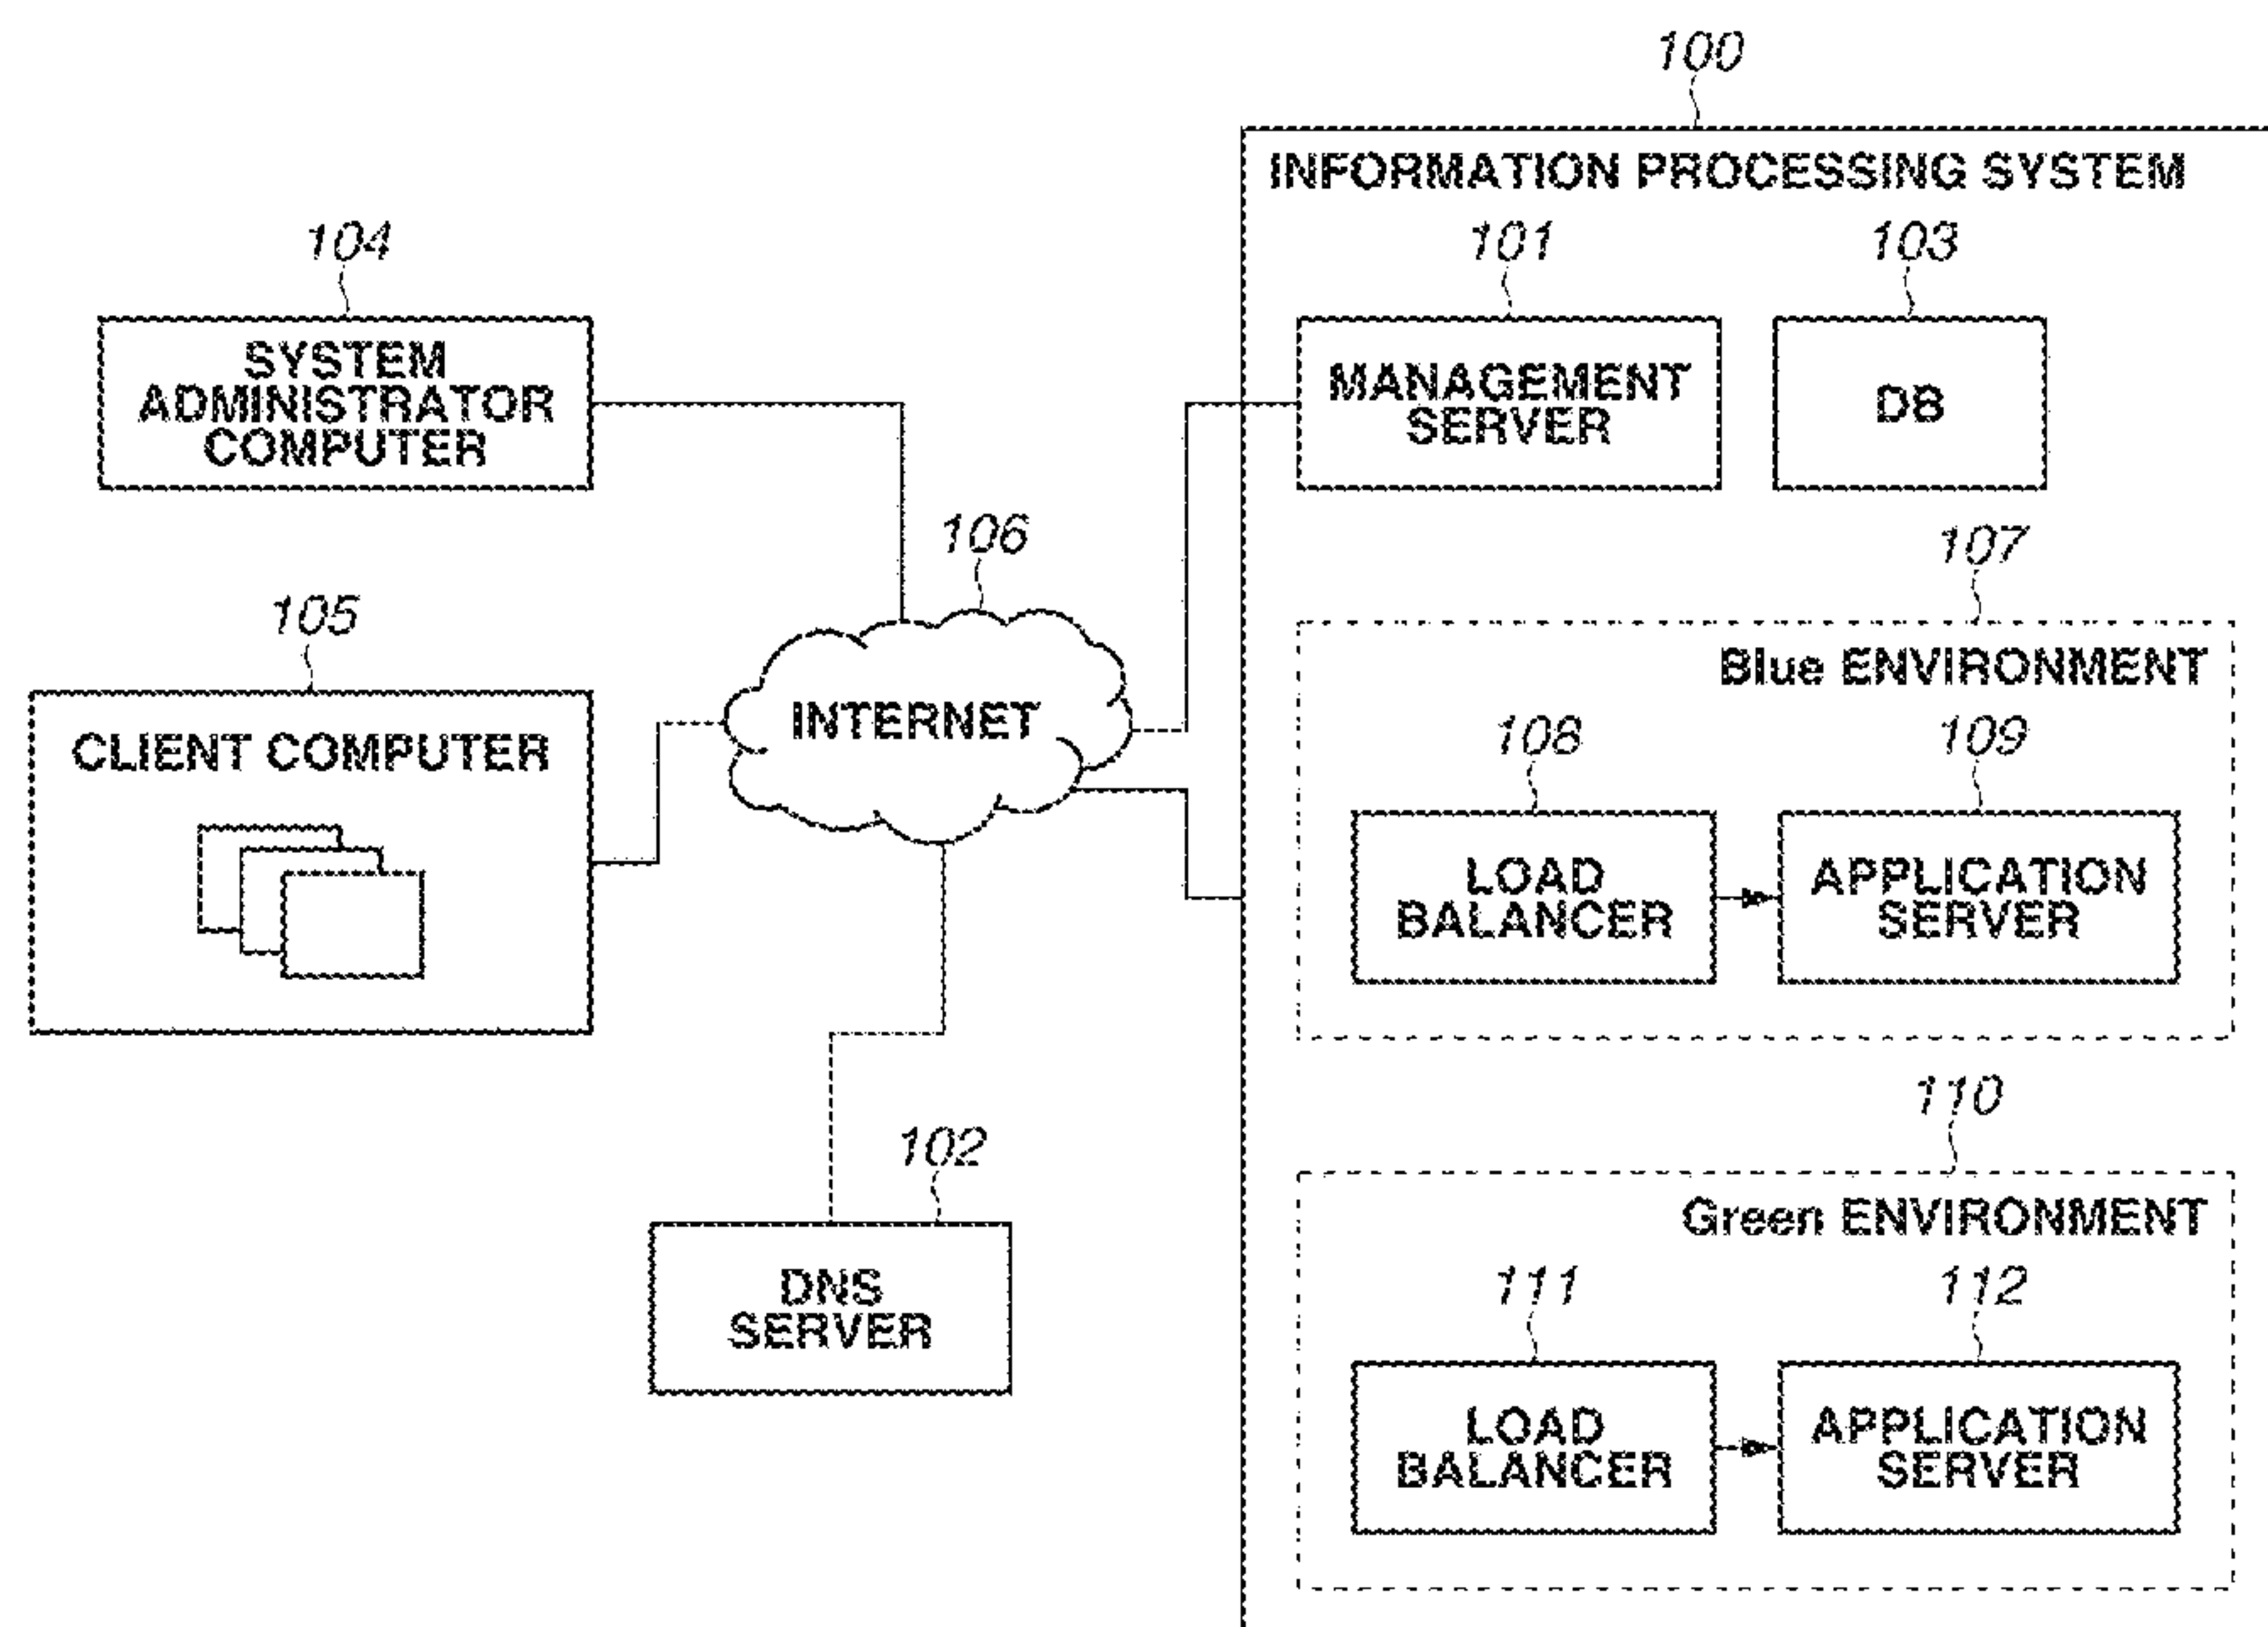 100
INFORMATION PROCESSING SYSTEM
104
101
103
SYSTEM
ADMINISTRATOR
COMPUTER
MANAGEMENT
SERVER
DB
106
107
105
INTERNET
Blue ENVIRONMENT
CLIENT COMPUTER
108
109
LOAD
BALANCER
APPLICATION
SERVER
110
102
Green ENVIRONMENT
DNS
SERVER
111
112
LOAD
BALANCER
APPLICATION
SERVER